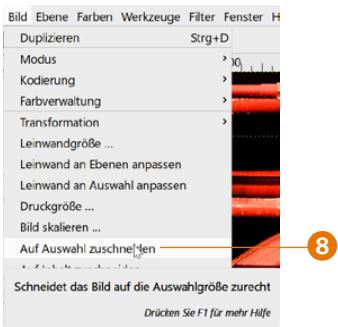 Bild Ebene Farben Werkzeuge Filter Fenster H
Duplizieren Strg+D
Modus >
Kodierung >
Farbverwaltung >
Transformation >
Leinwandgröße ...
Leinwand an Ebenen anpassen
Leinwand an Auswahl anpassen
Druckgröße ...
Bild skalieren ...
Auf Auswahl zuschneiden 8
Schneidet das Bild auf die Auswahlgröße zurecht
Drücken Sie F1 für mehr Hilfe